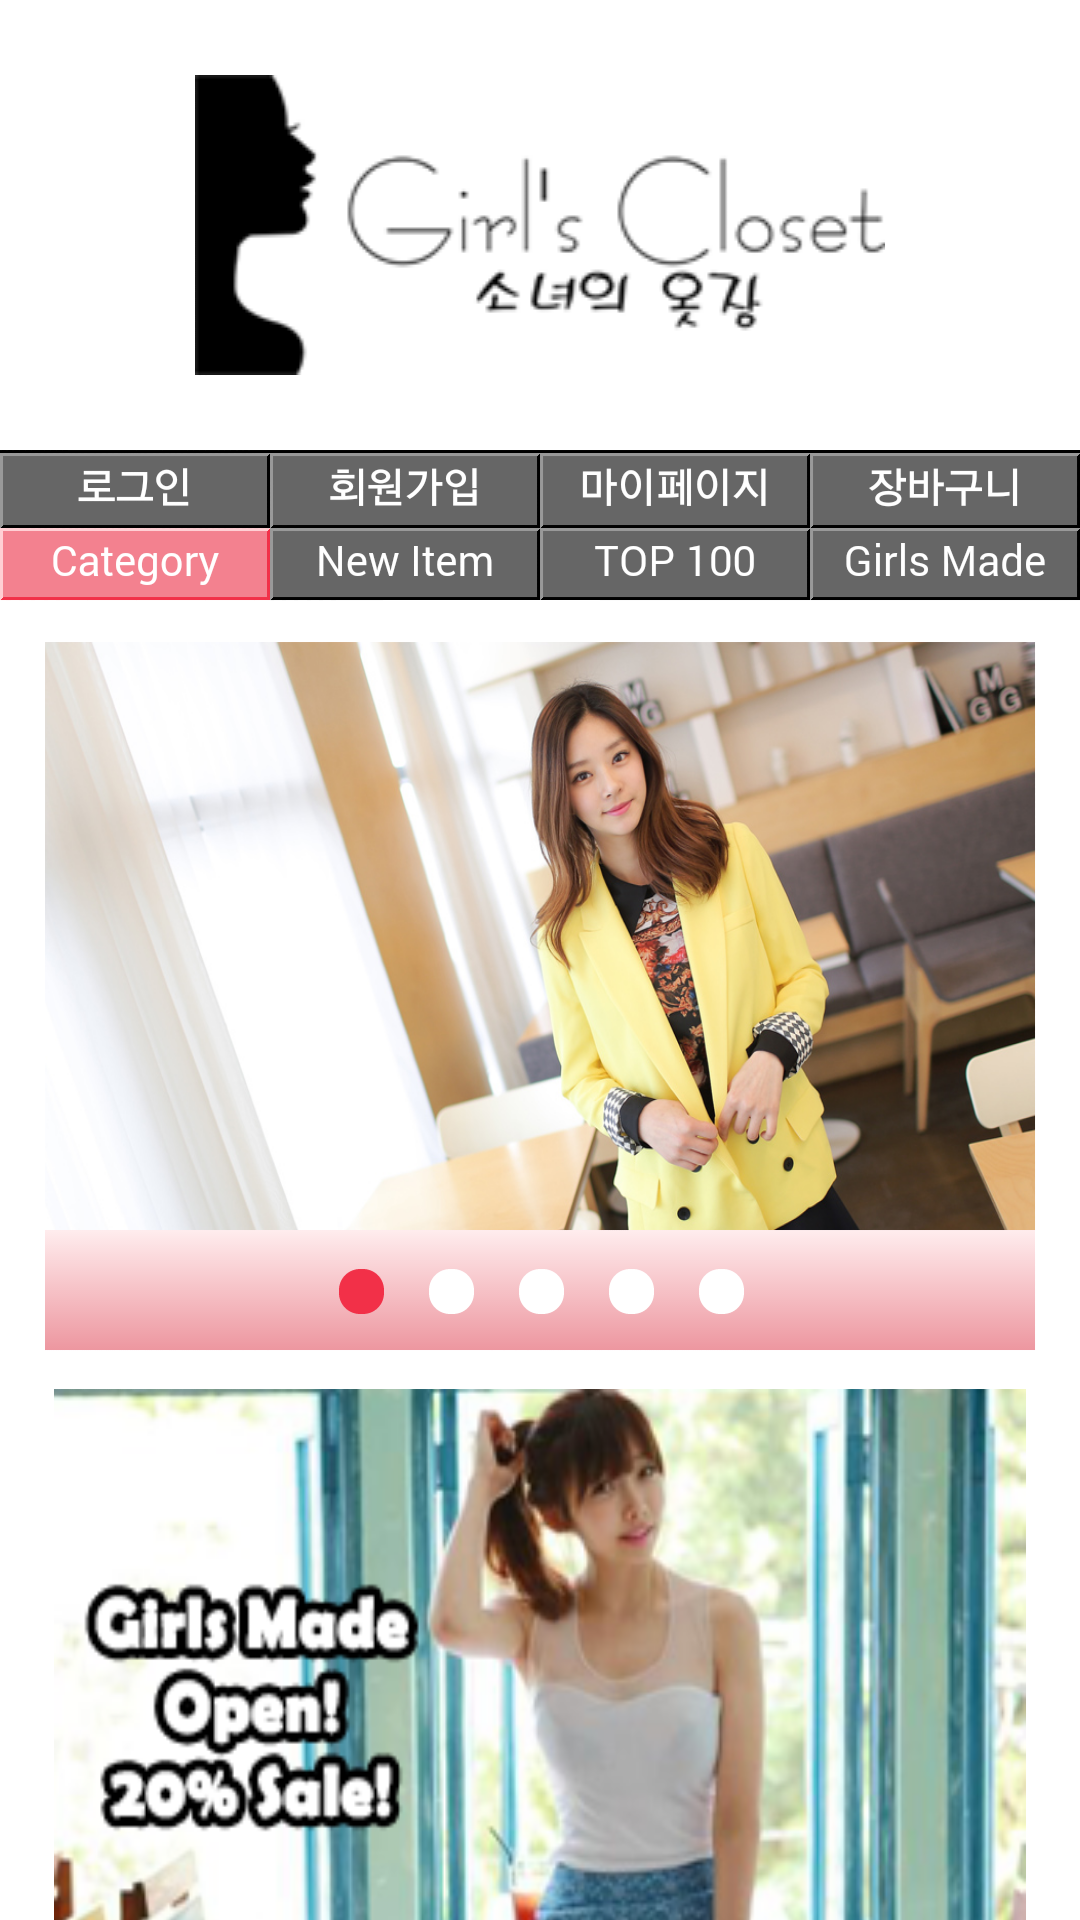 Girl's Closet
소녀의 옷장
로그인 회원가입 마이페이지 장바구니
Category New Item TOP 100 Girls Made
M
G
M
G G
Girls Made
Open!
20% Sale!